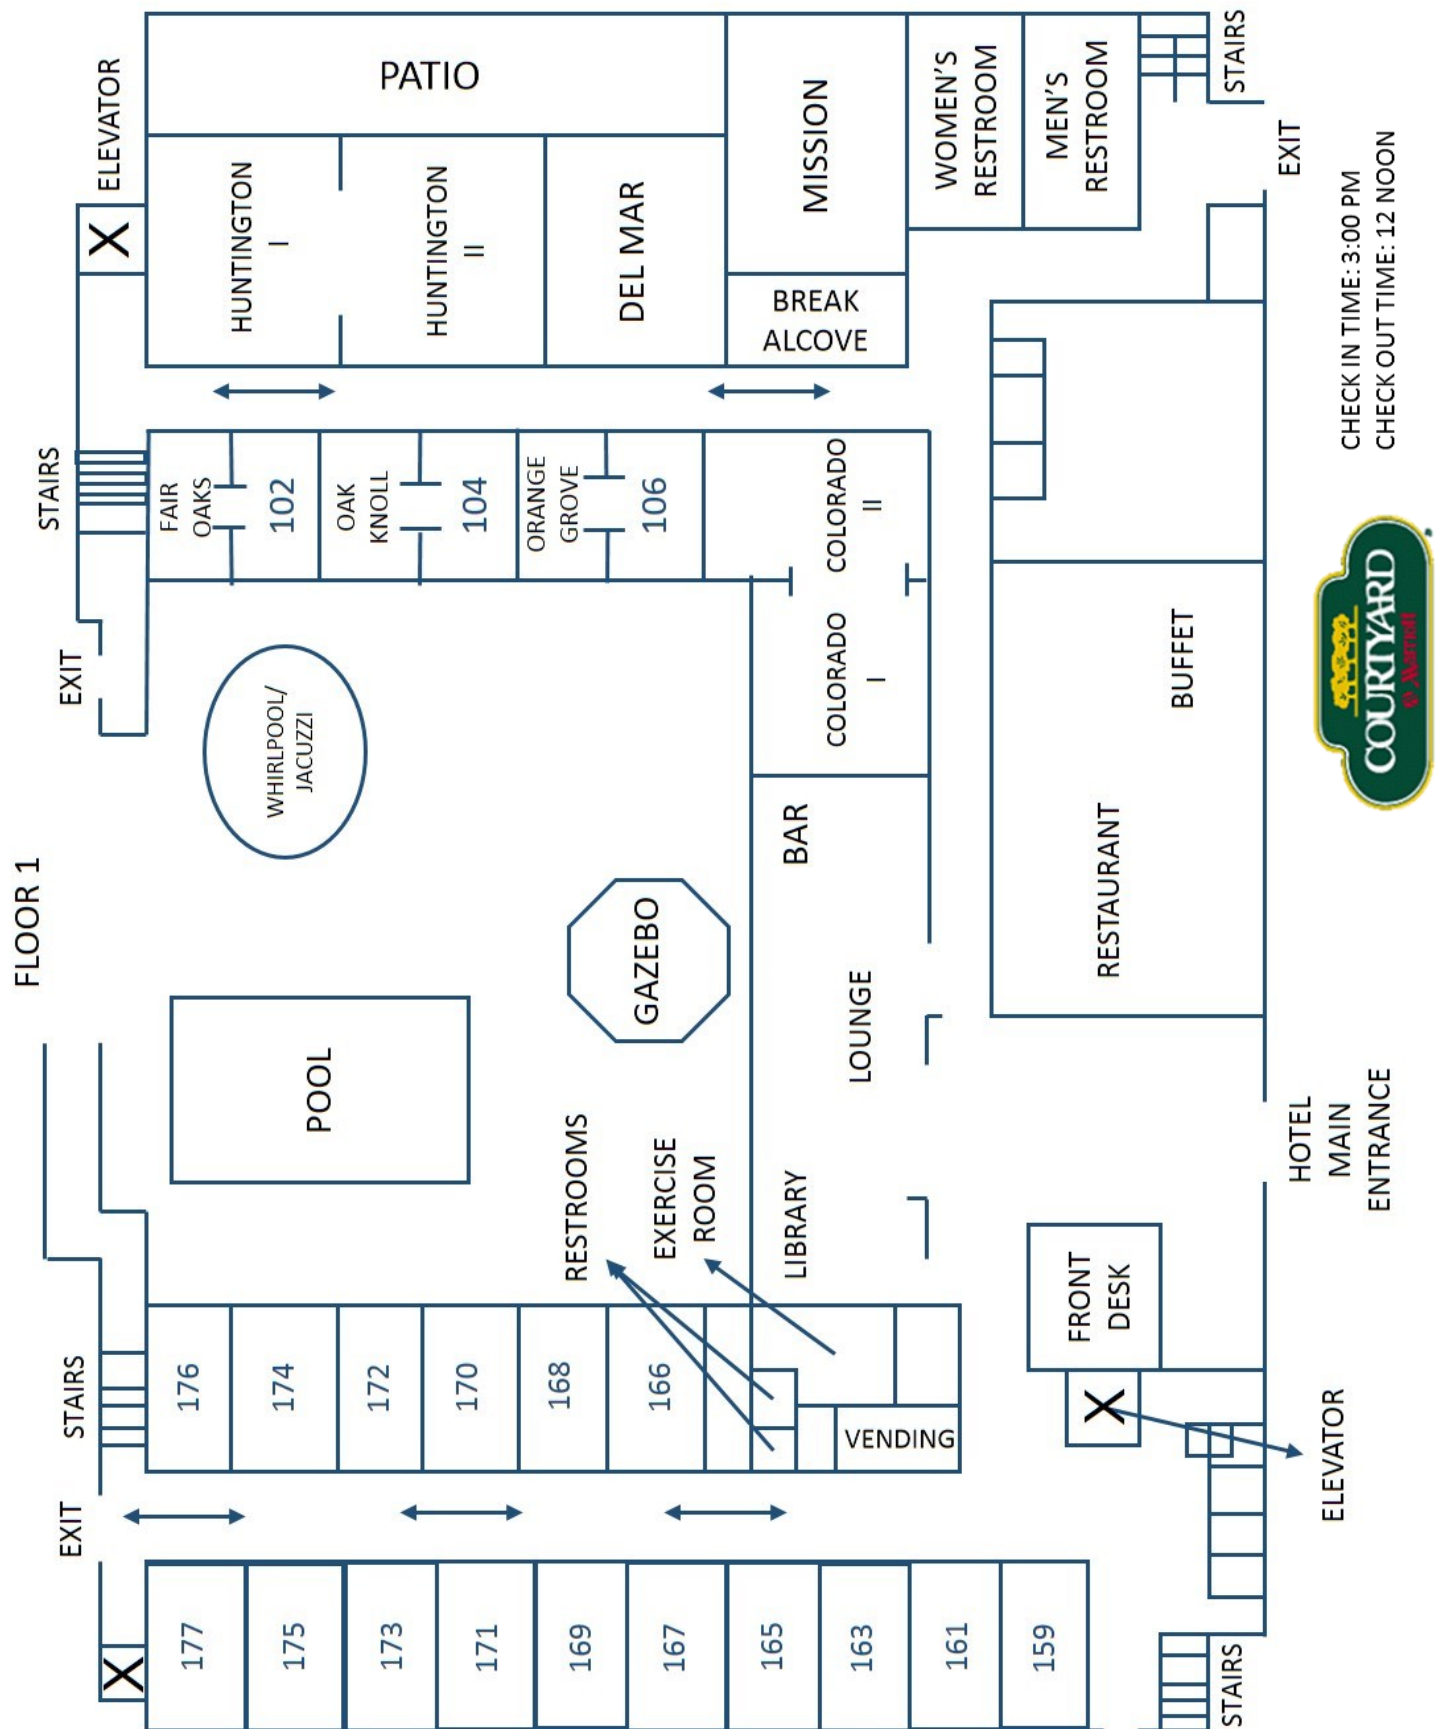 FLOOR 1
EXIT
STAIRS
EXIT
STAIRS
ELEVATOR
X
X
177
176
175
174
173
172
171
170
169
168
167
166
165
163
161
159
POOL
WHIRLPOOL/
JACUZZI
GAZEBO
RESTROOMS
EXERCISE
ROOM
VENDING
LIBRARY
LOUNGE
BAR
COLORADO
I
COLORADO
II
FAIR
OAKS
102
OAK
KNOLL
104
ORANGE
GROVE
106
HUNTINGTON
I
HUNTINGTON
II
DEL MAR
PATIO
BREAK
ALCOVE
MISSION
WOMEN'S
RESTROOM
MEN'S
RESTROOM
FRONT
DESK
X
RESTAURANT
BUFFET
STAIRS
STAIRS
EXIT
ELEVATOR
HOTEL
MAIN
ENTRANCE
COURTYARD
Marriott
CHECK IN TIME: 3:00 PM
CHECK OUT TIME: 12 NOON